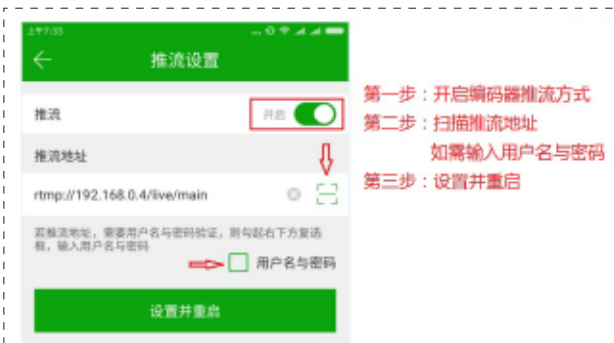 上午7:33
推流设置
推流
开启
推流地址
rtmp://192.168.0.4/live/main
若推流地址，需要用户名与密码验证，则勾起右下方复选
框，输入用户名与密码
用户名与密码
设置并重启
第一步：开启编码器推流方式
第二步：扫描推流地址
如需输入用户名与密码
第三步：设置并重启